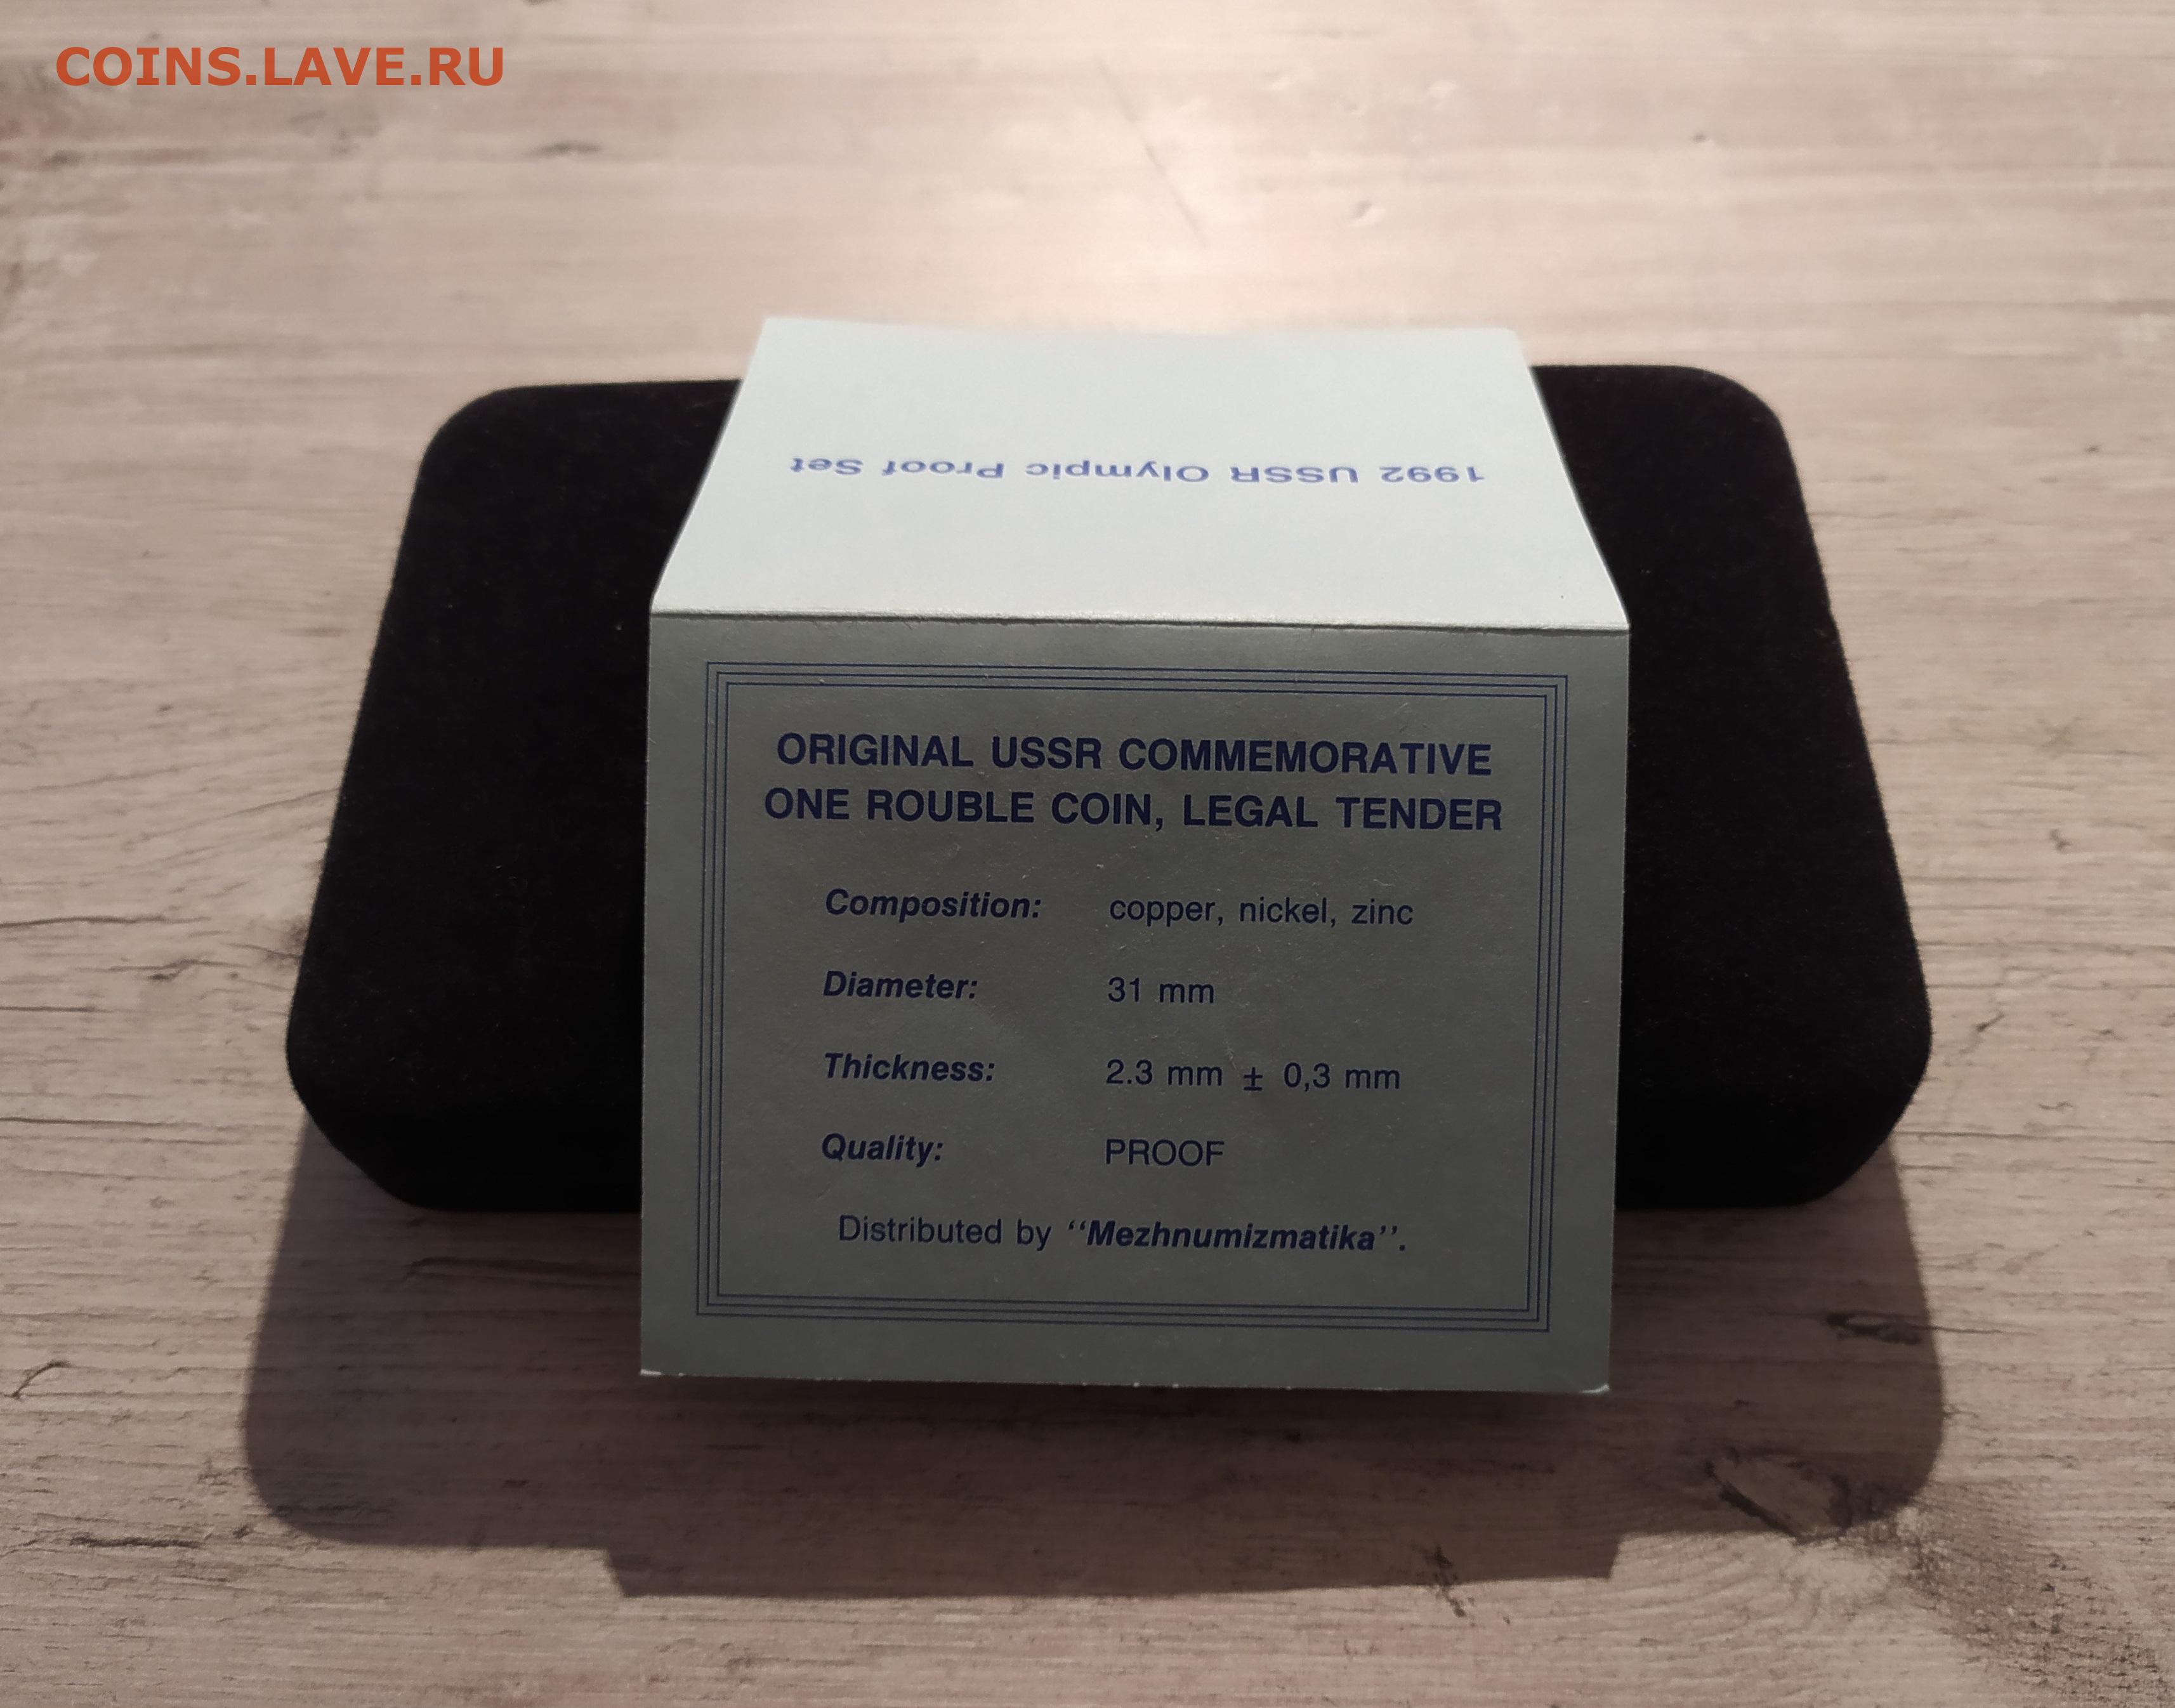 COINS.LAVE.RU
1992 USSR Olympic Proof Set
ORIGINAL USSR COMMEMORATIVE
ONE ROUBLE COIN, LEGAL TENDER
Composition: copper, nickel, zinc
Diameter: 31 mm
Thickness: 2.3 mm ± 0,3 mm
Quality: PROOF
Distributed by ‘‘Mezhnumizmatika’’.